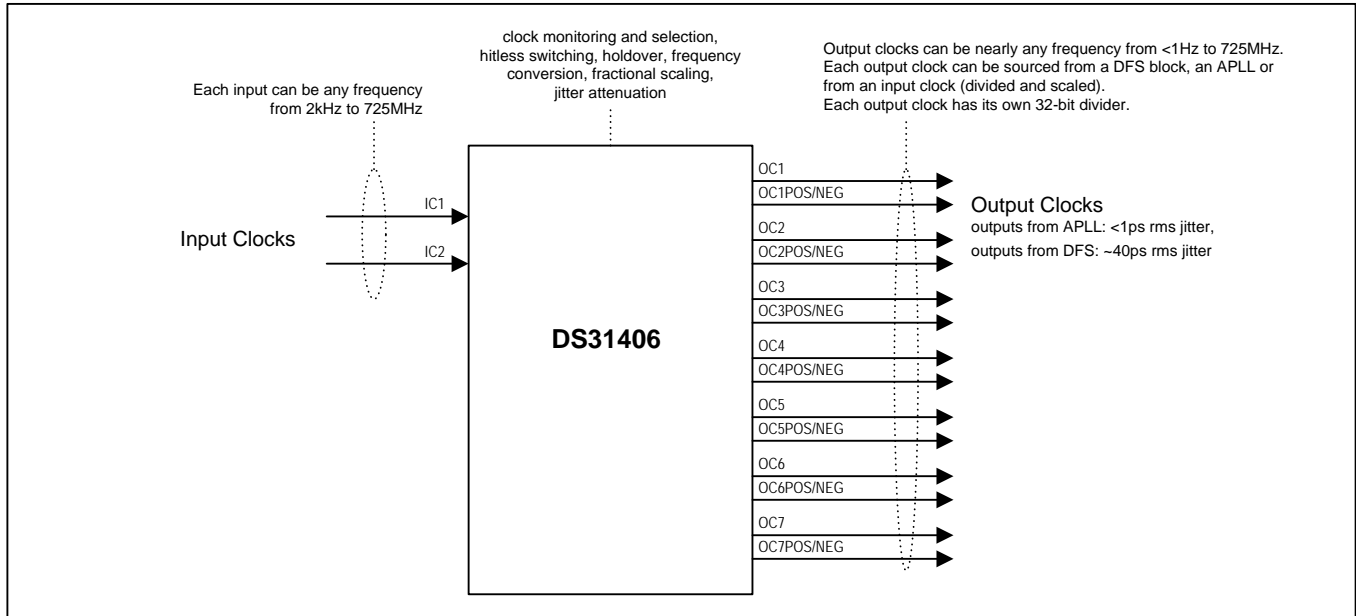 clock monitoring and selection,
hitless switching, holdover, frequency
conversion, fractional scaling,
jitter attenuation
Output clocks can be nearly any frequency from <1Hz to 725MHz.
Each output clock can be sourced from a DFS block, an APLL or
from an input clock (divided and scaled).
Each output clock has its own 32-bit divider.
Each input can be any frequency
from 2kHz to 725MHz
Input Clocks
IC1
IC2
DS31406
OC1
OC1POS/NEG
OC2
OC2POS/NEG
OC3
OC3POS/NEG
OC4
OC4POS/NEG
OC5
OC5POS/NEG
OC6
OC6POS/NEG
OC7
OC7POS/NEG
Output Clocks
outputs from APLL: <1ps rms jitter,
outputs from DFS: ~40ps rms jitter